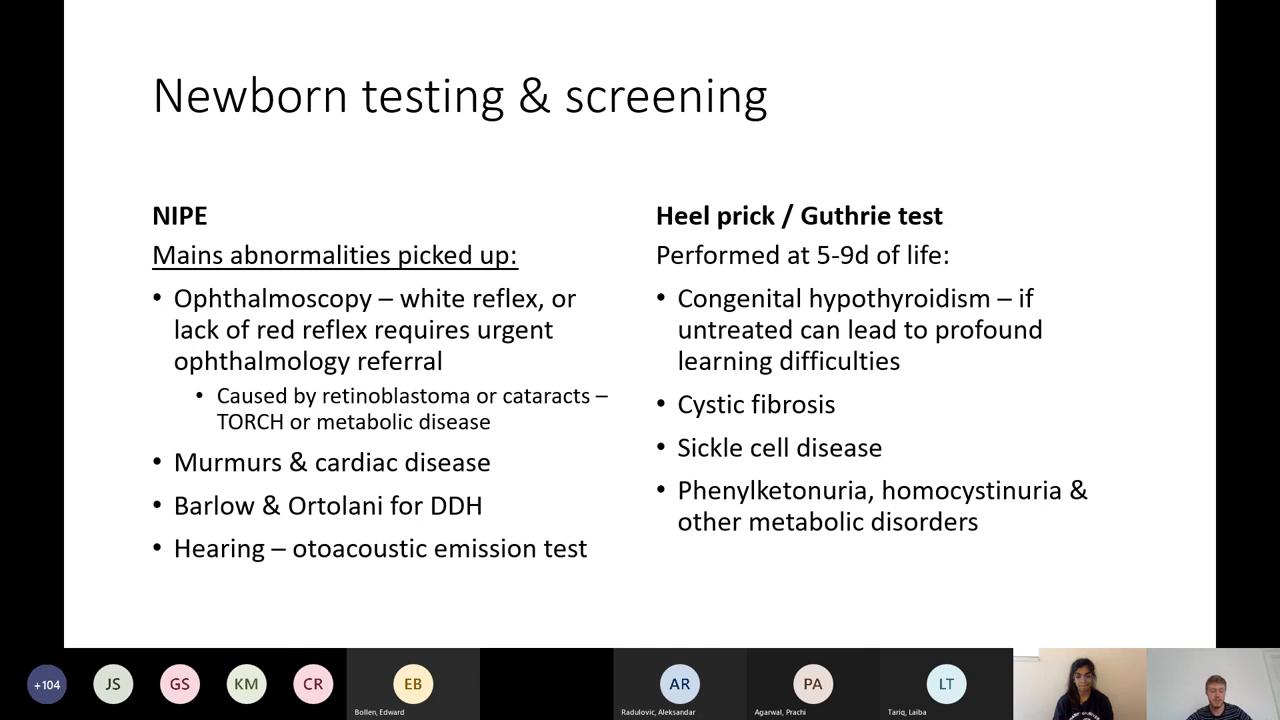 Newborn testing & screening
NIPE
Mains abnormalities picked up:
• Ophthalmoscopy – white reflex, or
lack of red reflex requires urgent
ophthalmology referral
• Caused by retinoblastoma or cataracts –
TORCH or metabolic disease
• Murmurs & cardiac disease
• Barlow & Ortolani for DDH
• Hearing – otoacoustic emission test
Heel prick / Guthrie test
Performed at 5-9d of life:
• Congenital hypothyroidism – if
untreated can lead to profound
learning difficulties
• Cystic fibrosis
• Sickle cell disease
• Phenylketonuria, homocystinuria &
other metabolic disorders
+104
JS
GS
KM
CR
EB
Bollen, Edward
AR
Radulovic, Aleksandar
PA
Agarwal, Prachi
LT
Tariq, Laiba